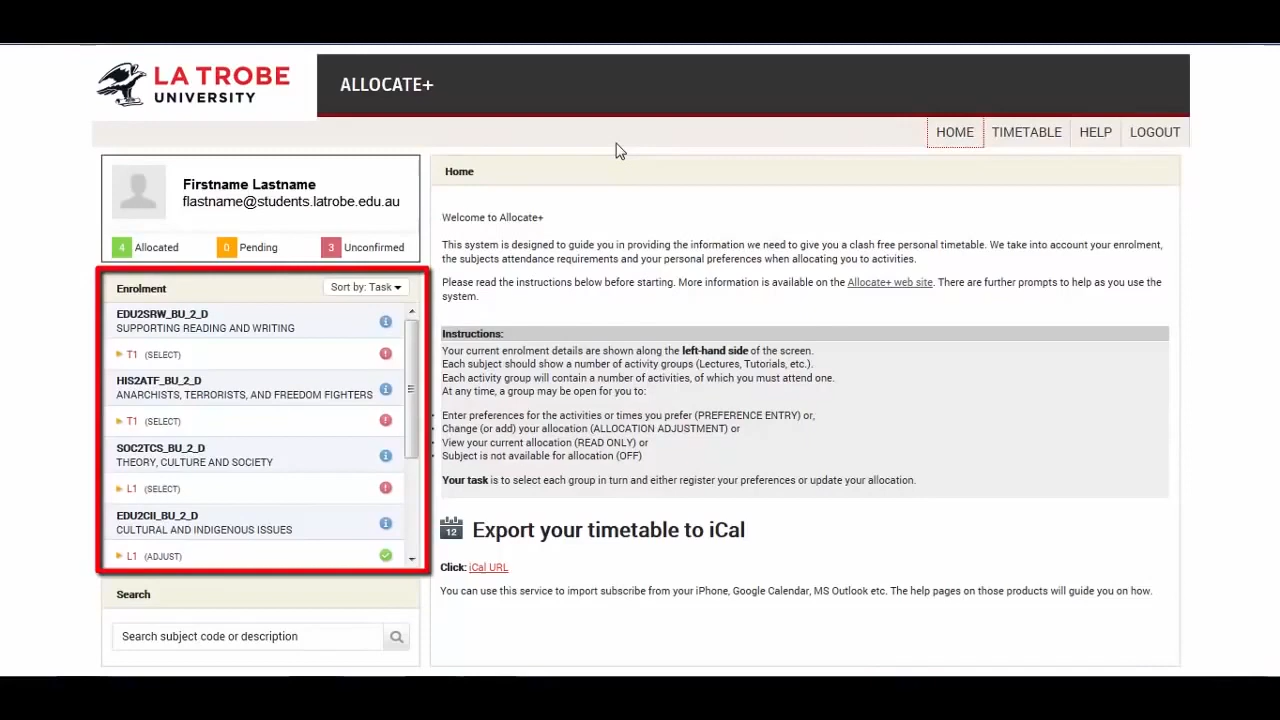 LA TROBE
UNIVERSITY
ALLOCATE+
HOME
TIMETABLE
HELP
LOGOUT
Firstname Lastname
flastname@students.latrobe.edu.au
4 Allocated
0 Pending
3 Unconfirmed
Enrolment
Sort by: Task
EDU2SRW_BU_2_D
SUPPORTING READING AND WRITING
T1 (SELECT)
HIS2ATF_BU_2_D
ANARCHISTS, TERRORISTS, AND FREEDOM FIGHTERS
T1 (SELECT)
SOC2TCS_BU_2_D
THEORY, CULTURE AND SOCIETY
L1 (SELECT)
EDU2CII_BU_2_D
CULTURAL AND INDIGENOUS ISSUES
L1 (ADJUST)
Search
Search subject code or description
Home
Welcome to Allocate+
This system is designed to guide you in providing the information we need to give you a clash free personal timetable. We take into account your enrolment,
the subjects attendance requirements and your personal preferences when allocating you to activities.
Please read the instructions below before starting. More information is available on the Allocate+ web site. There are further prompts to help as you use the
system.
Instructions:
Your current enrolment details are shown along the left-hand side of the screen.
Each subject should show a number of activity groups (Lectures, Tutorials, etc.).
Each activity group will contain a number of activities, of which you must attend one.
At any time, a group may be open for you to:
Enter preferences for the activities or times you prefer (PREFERENCE ENTRY) or,
Change (or add) your allocation (ALLOCATION ADJUSTMENT) or
View your current allocation (READ ONLY) or
Subject is not available for allocation (OFF)
Your task is to select each group in turn and either register your preferences or update your allocation.
12
Export your timetable to iCal
Click: iCal URL
You can use this service to import subscribe from your iPhone, Google Calendar, MS Outlook etc. The help pages on those products will guide you on how.